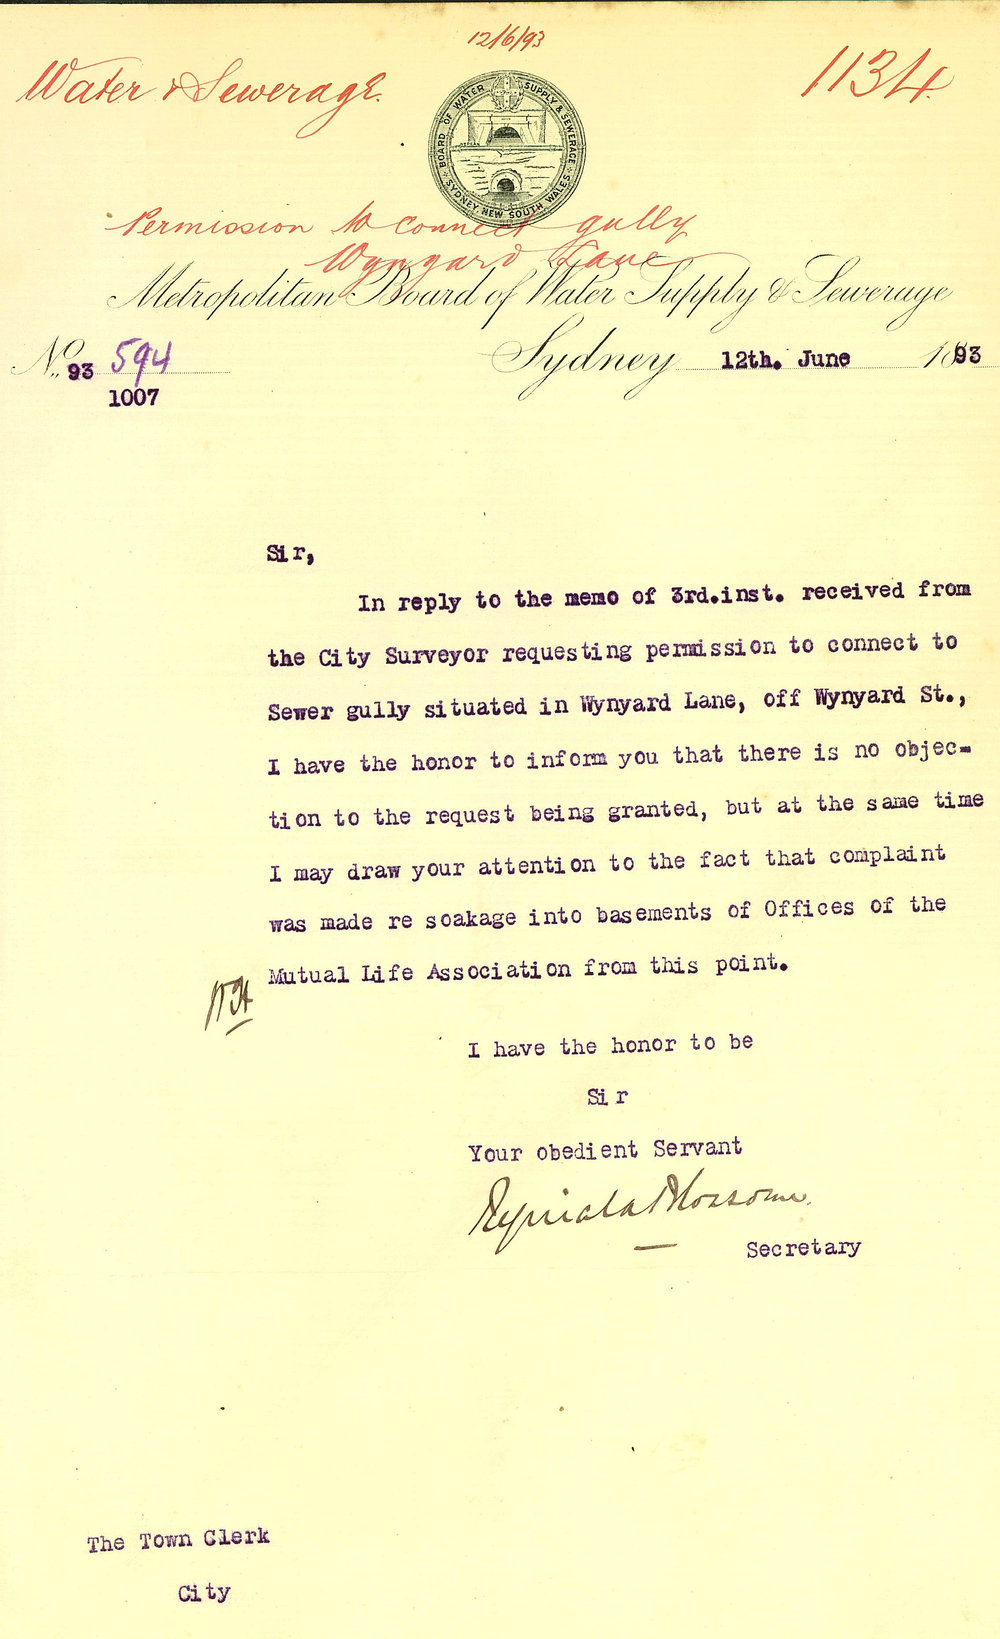 12/6/93
Water & Sewerage.
1134.
BOARD OF WATER SUPPLY & SEWERAGE
SYDNEY NEW SOUTH WALES
Permission to connect gully
Wynyard Lane
Metropolitan Board of Water Supply & Sewerage
No. 93 594
1007
Sydney 12th. June 1893
Sir,
In reply to the memo of 3rd.inst. received from
the City Surveyor requesting permission to connect to
Sewer gully situated in Wynyard Lane, off Wynyard St.,
I have the honor to inform you that there is no objec-
tion to the request being granted, but at the same time
I may draw your attention to the fact that complaint
was made re soakage into basements of Offices of the
Mutual Life Association from this point.
I have the honor to be
Sir
Your obedient Servant
Secretary
The Town Clerk
City